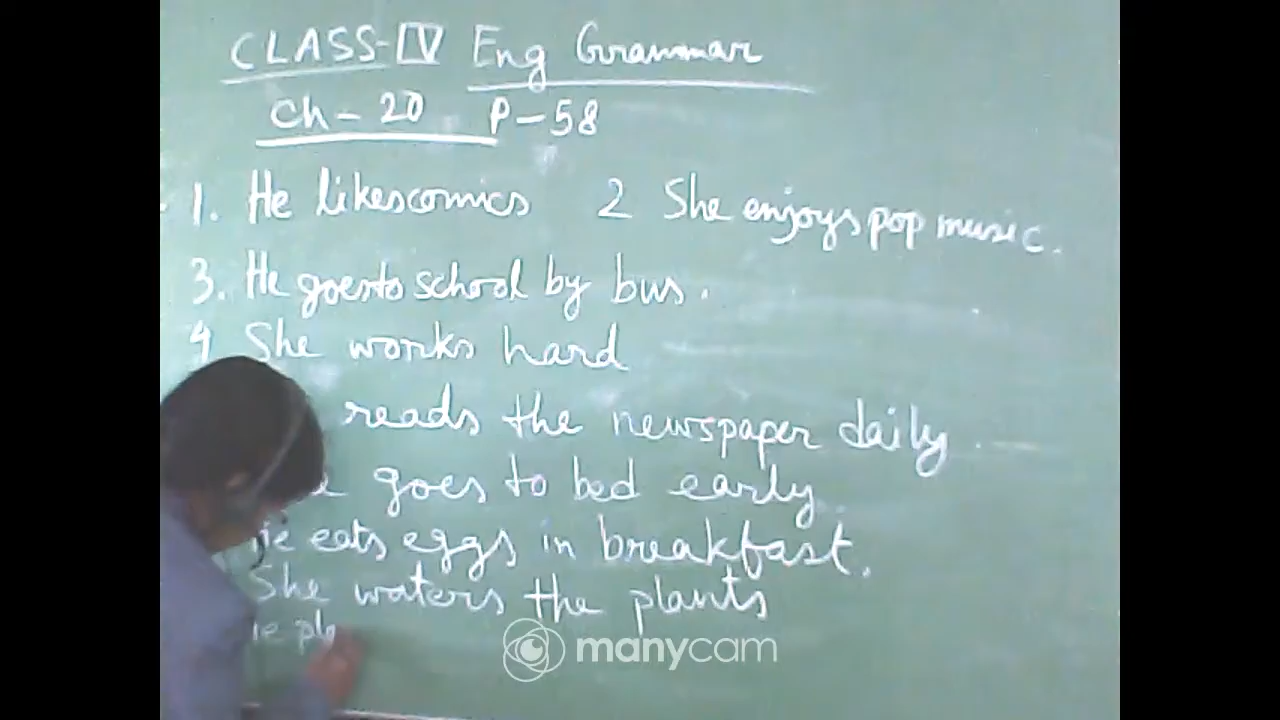 CLASS-IV Eng Grammar
Ch - 20 P - 58
1. He likes comics 2 She enjoys pop music.
3. He goes to school by bus.
4 She works hard
reads the newspaper daily
goes to bed early.
eats eggs in breakfast.
She waters the plants
manycam